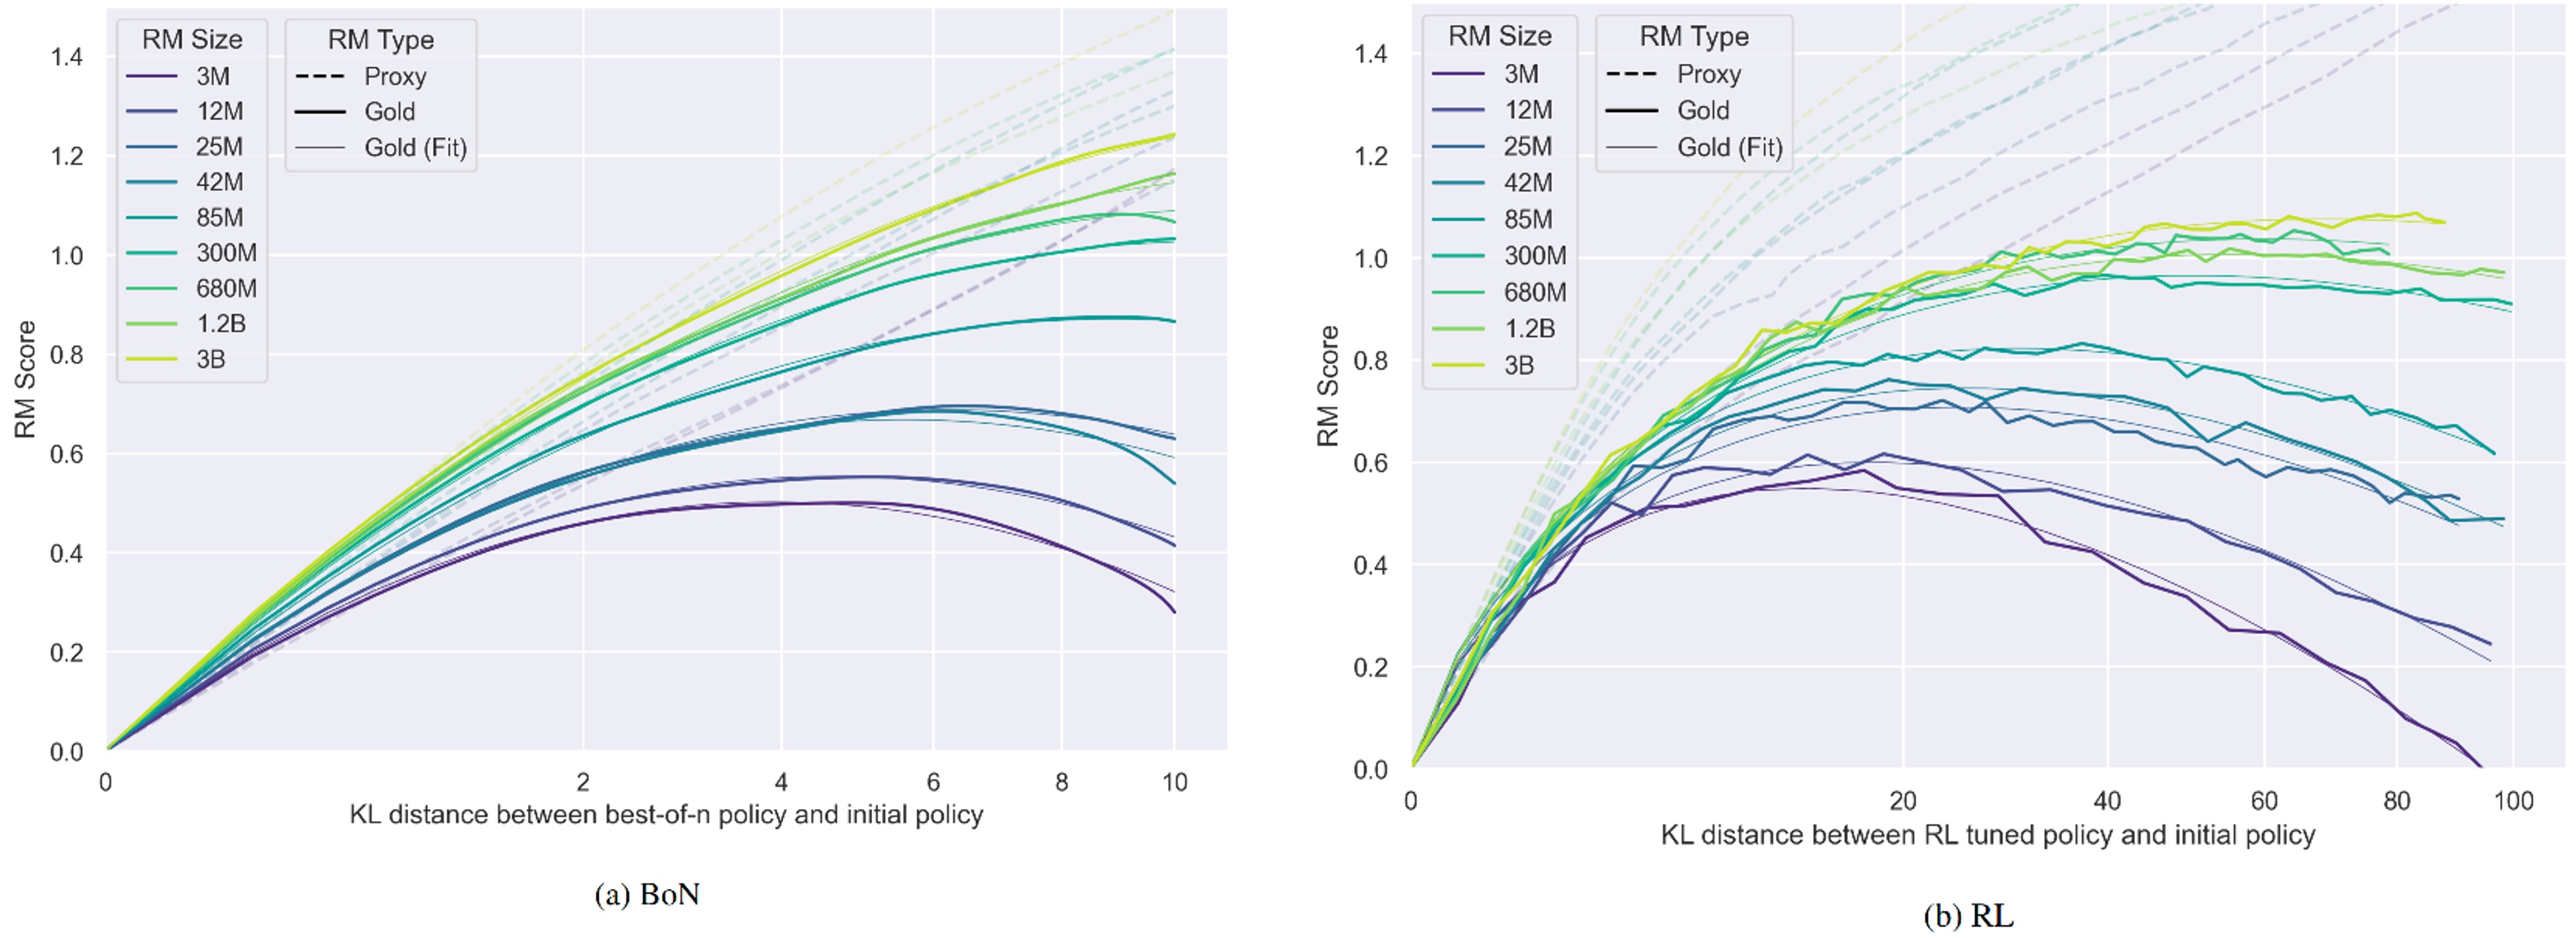 RM Size
3M
12M
25M
42M
85M
300M
680M
1.2B
3B
RM Type
Proxy
Gold
Gold (Fit)
RM Score
1.4
1.2
1.0
0.8
0.6
0.4
0.2
0.0
0 2 4 6 8 10
KL distance between best-of-n policy and initial policy
(a) BoN
RM Size
3M
12M
25M
42M
85M
300M
680M
1.2B
3B
RM Type
Proxy
Gold
Gold (Fit)
RM Score
1.4
1.2
1.0
0.8
0.6
0.4
0.2
0.0
0 20 40 60 80 100
KL distance between RL tuned policy and initial policy
(b) RL